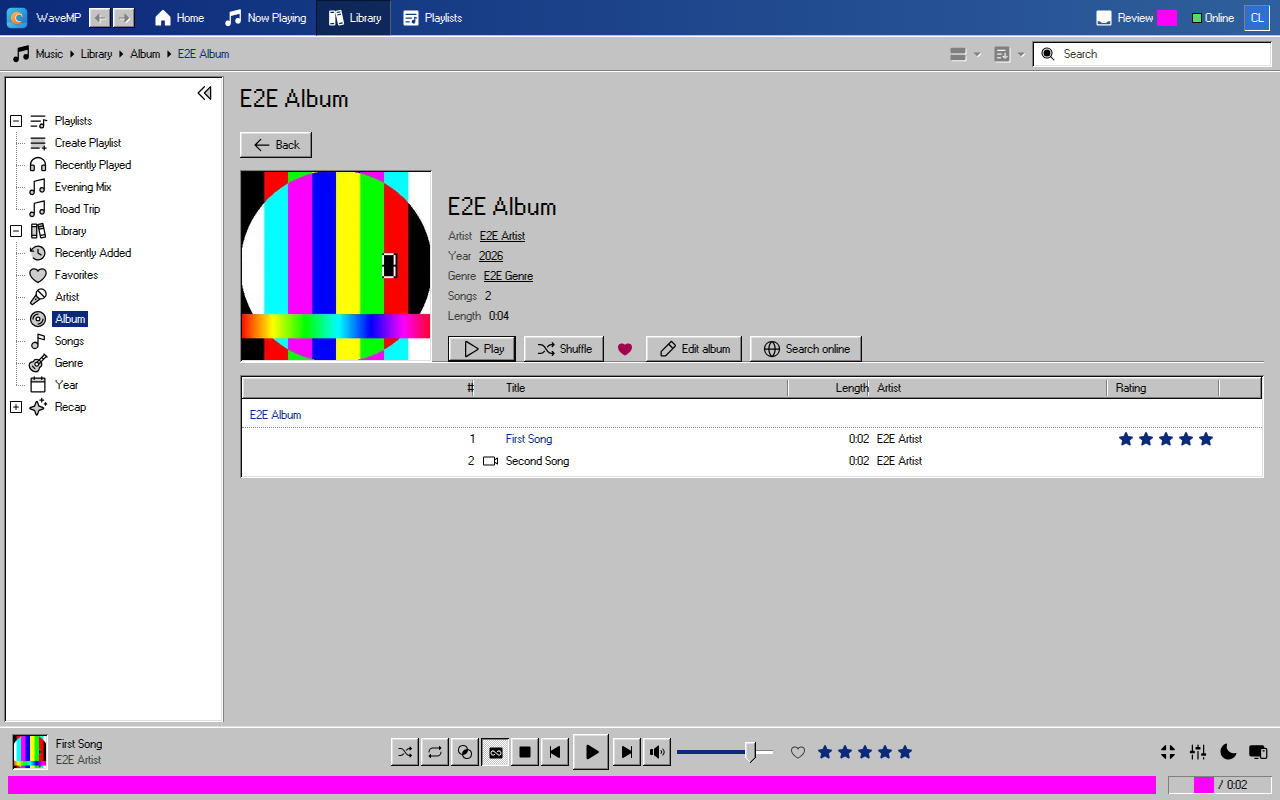 WaveMP
Home
Now Playing
Library
Playlists
Review
Online
CL
Music
Library
Album
E2E Album
Search
Playlists
Create Playlist
Recently Played
Evening Mix
Road Trip
Library
Recently Added
Favorites
Artist
Album
Songs
Genre
Year
Recap
E2E Album
Back
E2E Album
Artist E2E Artist
Year 2026
Genre E2E Genre
Songs 2
Length 0:04
Play
Shuffle
Edit album
Search online
# Title Length Artist Rating
E2E Album
1 First Song 0:02 E2E Artist
2 Second Song 0:02 E2E Artist
First Song
E2E Artist
/ 0:02